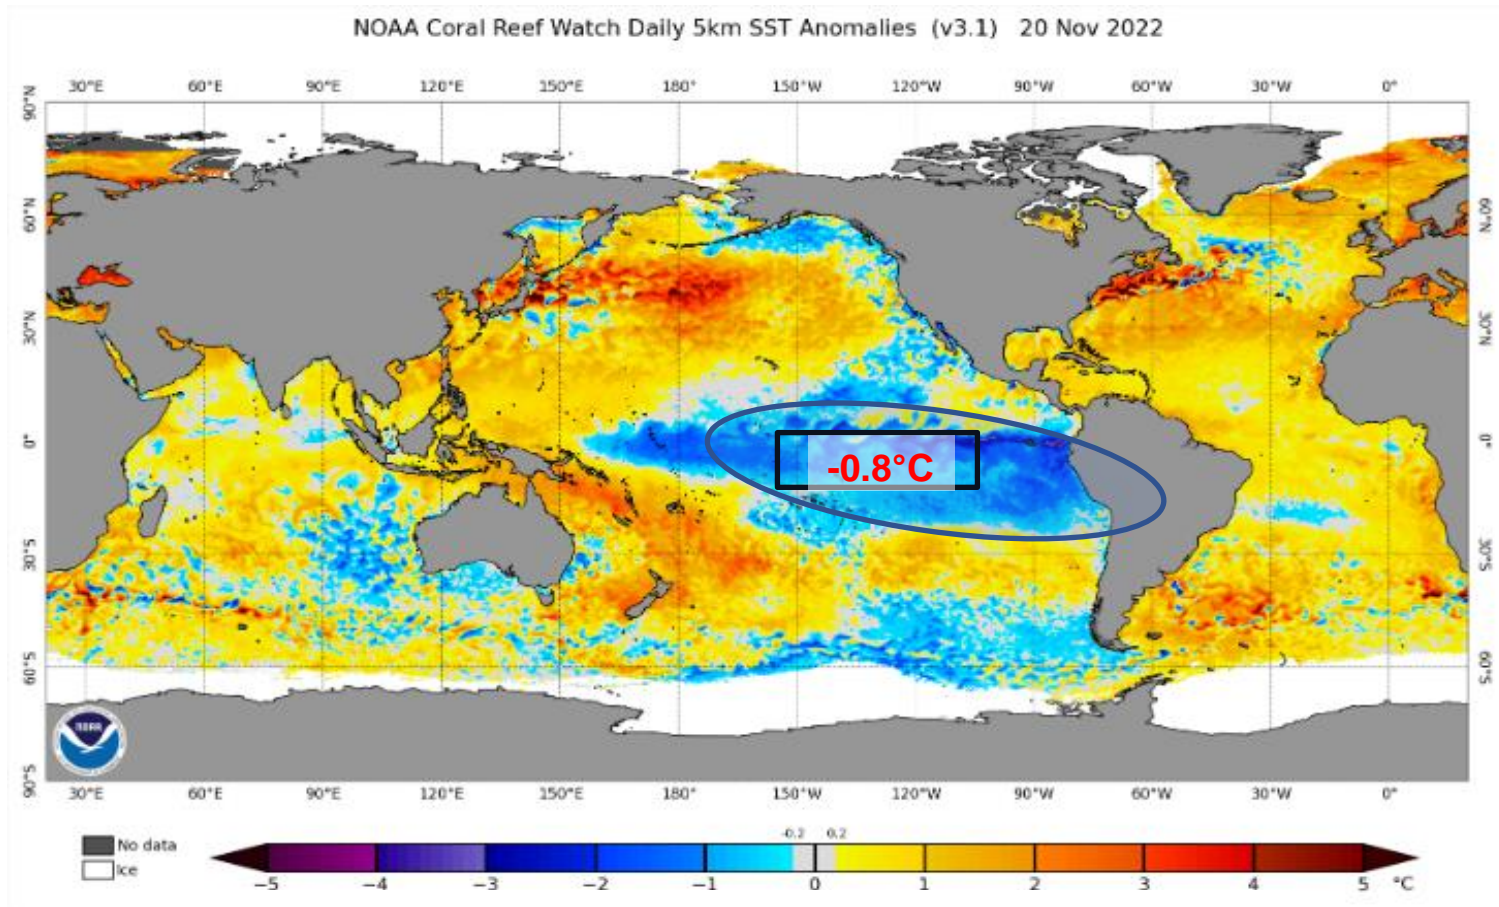 NOAA Coral Reef Watch Daily 5km SST Anomalies (v3.1) 20 Nov 2022
30°E 60°E 90°E 120°E 150°E 180° 150°W 120°W 90°W 60°W 30°W 0°
90°N
60°N 60°N
30°N 30°N
0° 0°
-0.8°C
30°S 30°S
60°S 60°S
NOAA
90°S
30°E 60°E 90°E 120°E 150°E 180° 150°W 120°W 90°W 60°W 30°W 0°
-0.2 0.2
No data
Ice
−5 −4 −3 −2 −1 0 1 2 3 4 5 °C